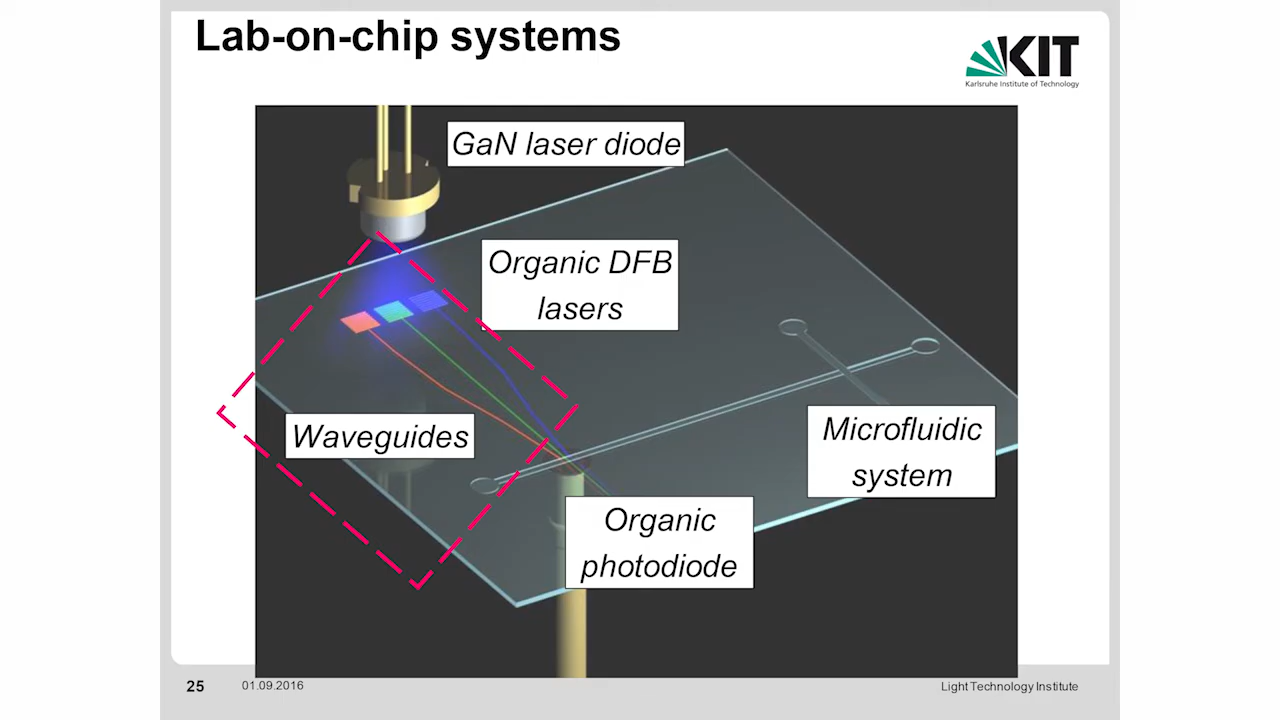 Lab-on-chip systems
KIT
Karlsruhe Institute of Technology
GaN laser diode
Organic DFB
lasers
Waveguides
Microfluidic
system
Organic
photodiode
25
01.09.2016
Light Technology Institute